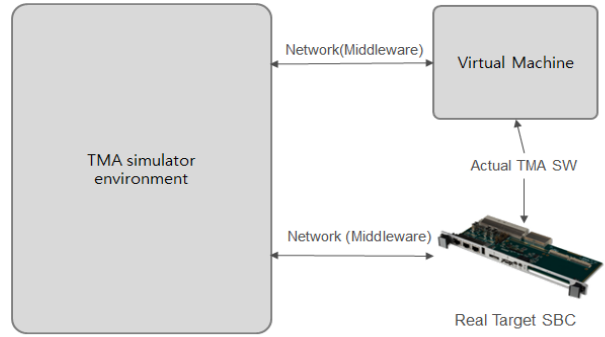 Network(Middleware)
Virtual Machine
TMA simulator
environment
Actual TMA SW
Network (Middleware)
Real Target SBC